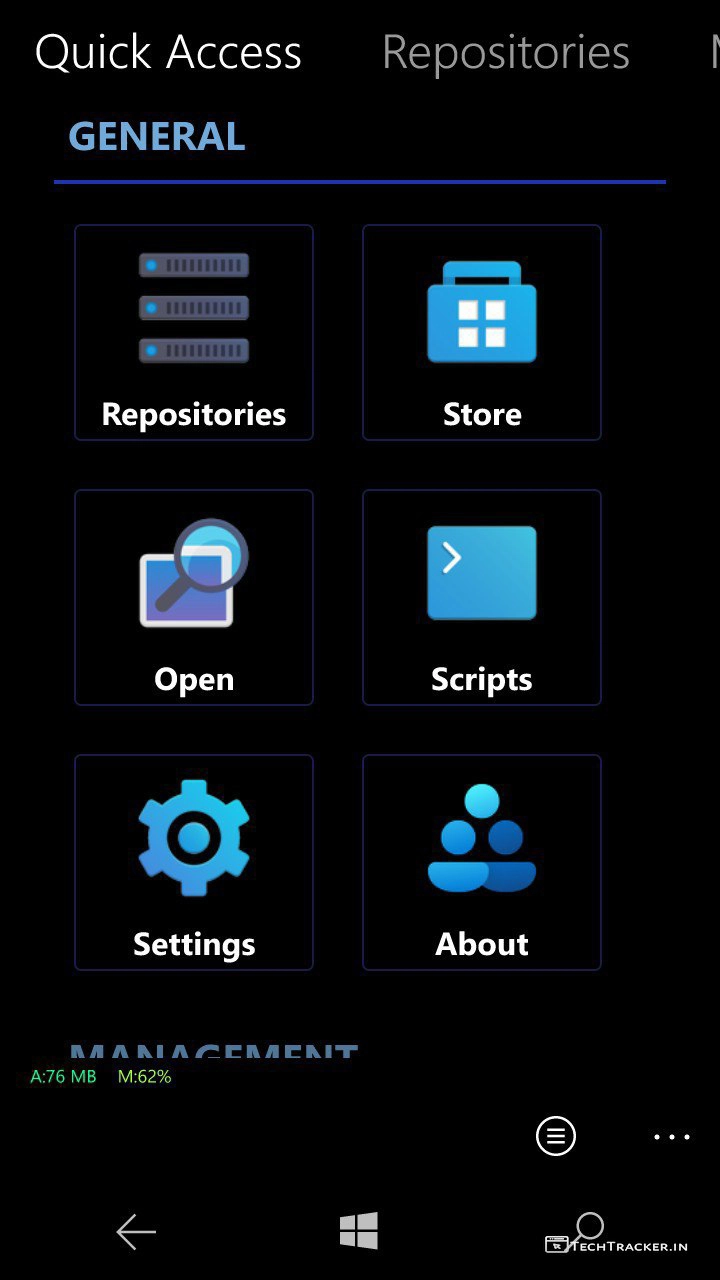 Quick Access Repositories
GENERAL
Repositories Store
Open Scripts
Settings About
MANAGEMENT
A:76 MB M:62%
TECHTRACKER.IN